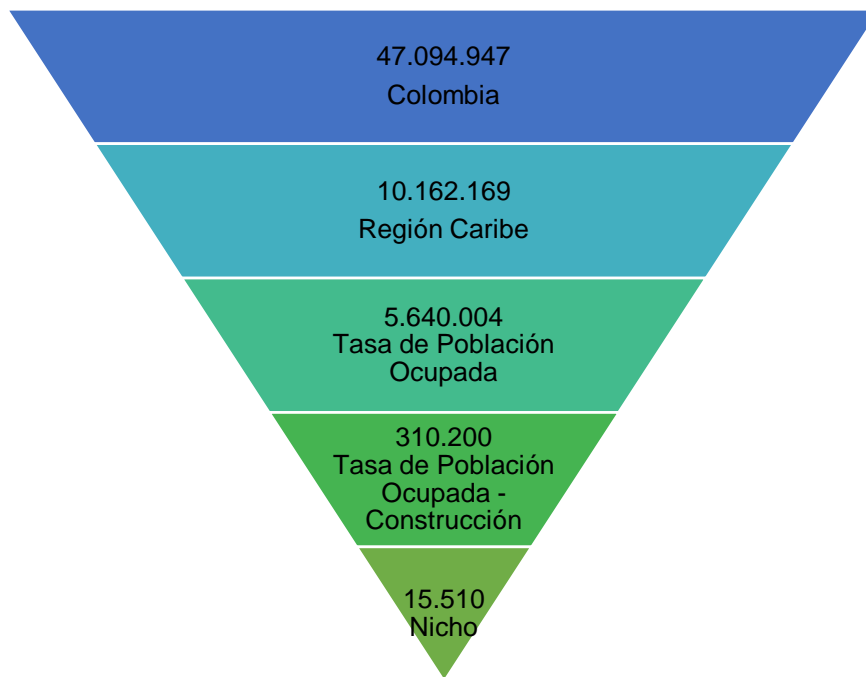 47.094.947
Colombia
10.162.169
Región Caribe
5.640.004
Tasa de Población
Ocupada
310.200
Tasa de Población
Ocupada -
Construcción
15.510
Nicho